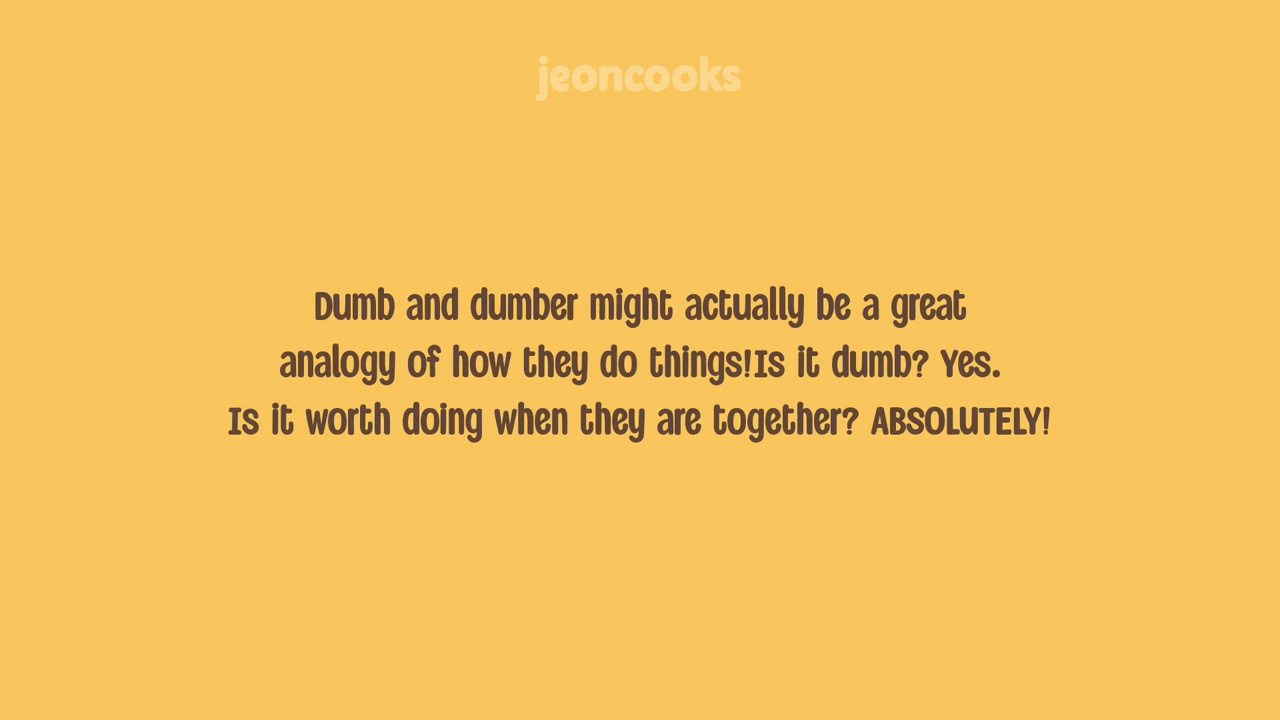 jeoncooks
Dumb and dumber might actually be a great
analogy of how they do things!Is it dumb? Yes.
Is it worth doing when they are together? ABSOLUTELY!